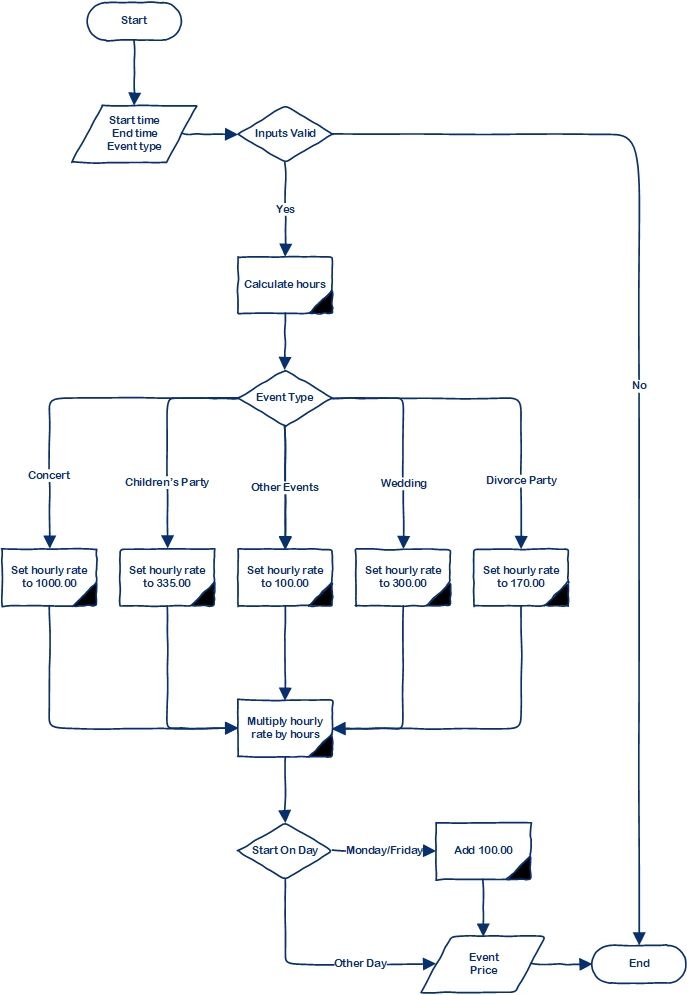 Start
Start time
End time
Event type
Inputs Valid
Yes
Calculate hours
No
Event Type
Concert
Children's Party
Other Events
Wedding
Divorce Party
Set hourly rate
to 1000.00
Set hourly rate
to 335.00
Set hourly rate
to 100.00
Set hourly rate
to 300.00
Set hourly rate
to 170.00
Multiply hourly
rate by hours
Start On Day
Monday/Friday
Add 100.00
Other Day
Event
Price
End